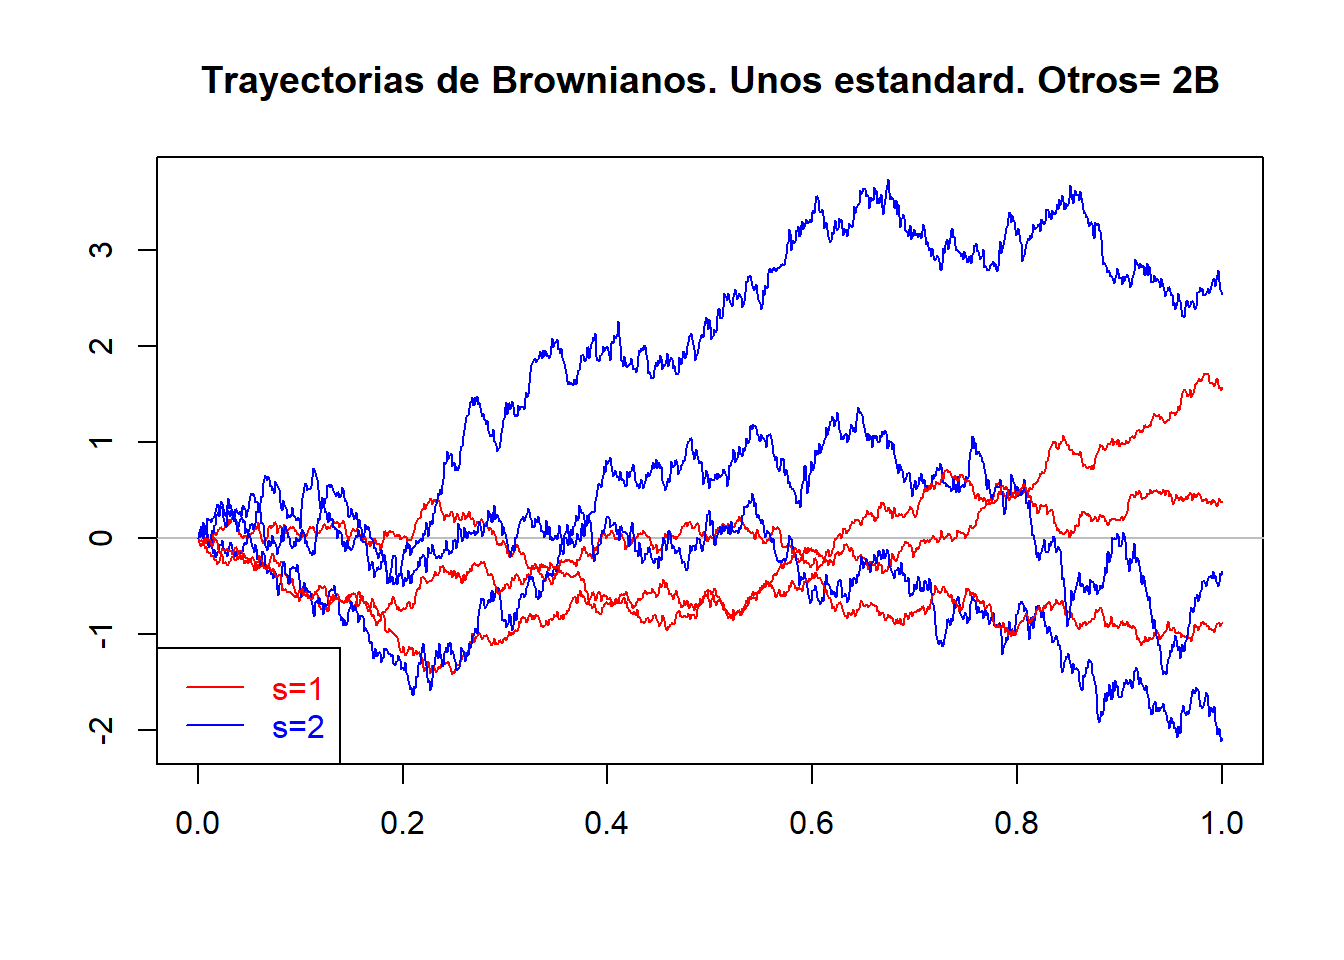 Trayectorias de Brownianos. Unos estandard. Otros= 2B
3
2
1
0
-1
-2
s=1
s=2
0.0 0.2 0.4 0.6 0.8 1.0